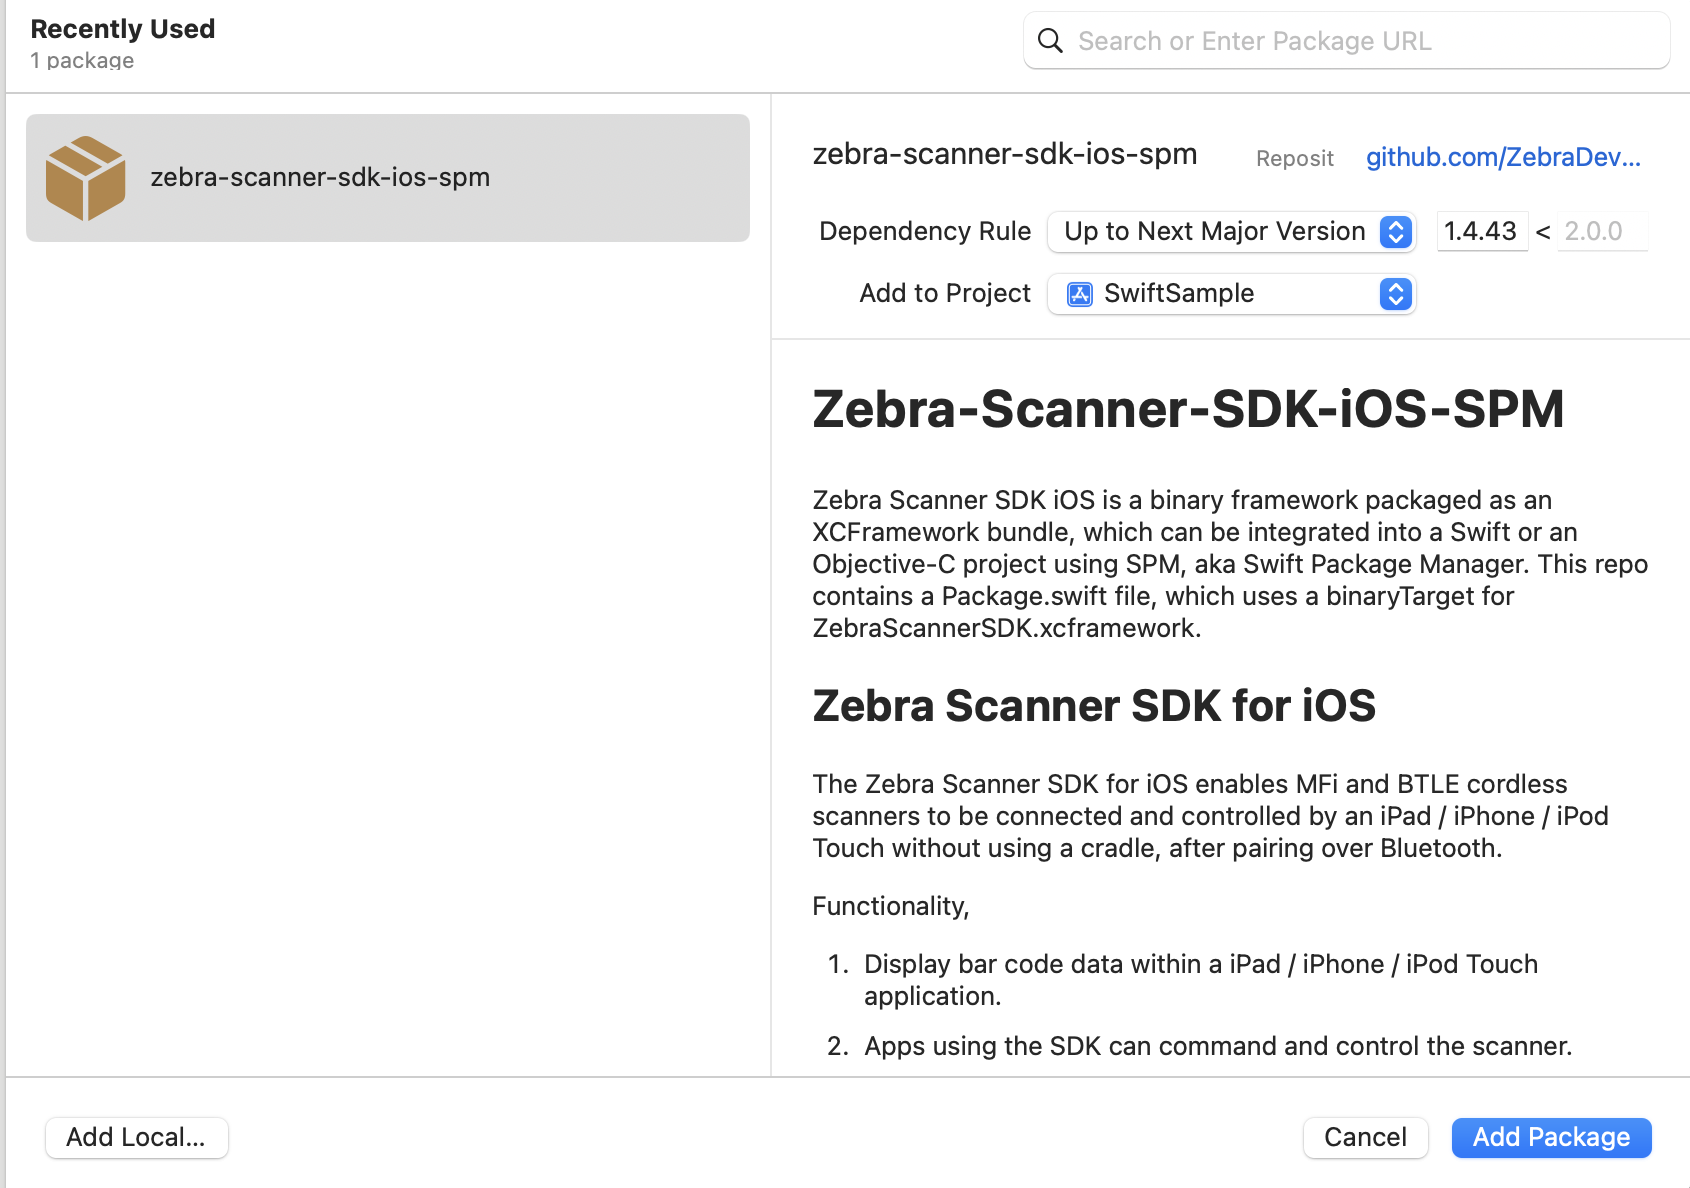 Recently Used
1 package
Search or Enter Package URL
zebra-scanner-sdk-ios-spm
zebra-scanner-sdk-ios-spm
Reposit
github.com/ZebraDev...
Dependency Rule
Up to Next Major Version
1.4.43 < 2.0.0
Add to Project
SwiftSample
Zebra-Scanner-SDK-iOS-SPM
Zebra Scanner SDK iOS is a binary framework packaged as an
XCFramework bundle, which can be integrated into a Swift or an
Objective-C project using SPM, aka Swift Package Manager. This repo
contains a Package.swift file, which uses a binaryTarget for
ZebraScannerSDK.xcframework.
Zebra Scanner SDK for iOS
The Zebra Scanner SDK for iOS enables MFi and BTLE cordless
scanners to be connected and controlled by an iPad / iPhone / iPod
Touch without using a cradle, after pairing over Bluetooth.
Functionality,
1. Display bar code data within a iPad / iPhone / iPod Touch
application.
2. Apps using the SDK can command and control the scanner.
Add Local...
Cancel
Add Package